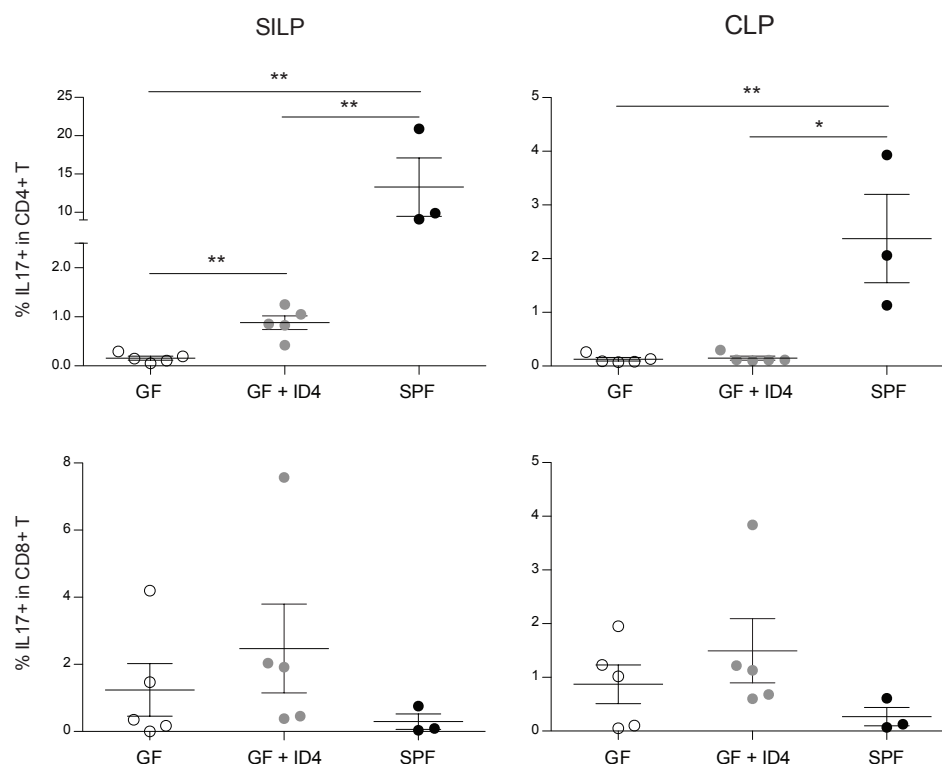 SILP
CLP
**
**
**
25
20
15
10
2.0
1.0
0.0
% IL17+ in CD4+ T
GF
GF + ID4
SPF
**
*
5
4
3
2
1
0
GF
GF + ID4
SPF
8
6
4
2
0
% IL17+ in CD8+ T
GF
GF + ID4
SPF
5
4
3
2
1
0
GF
GF + ID4
SPF